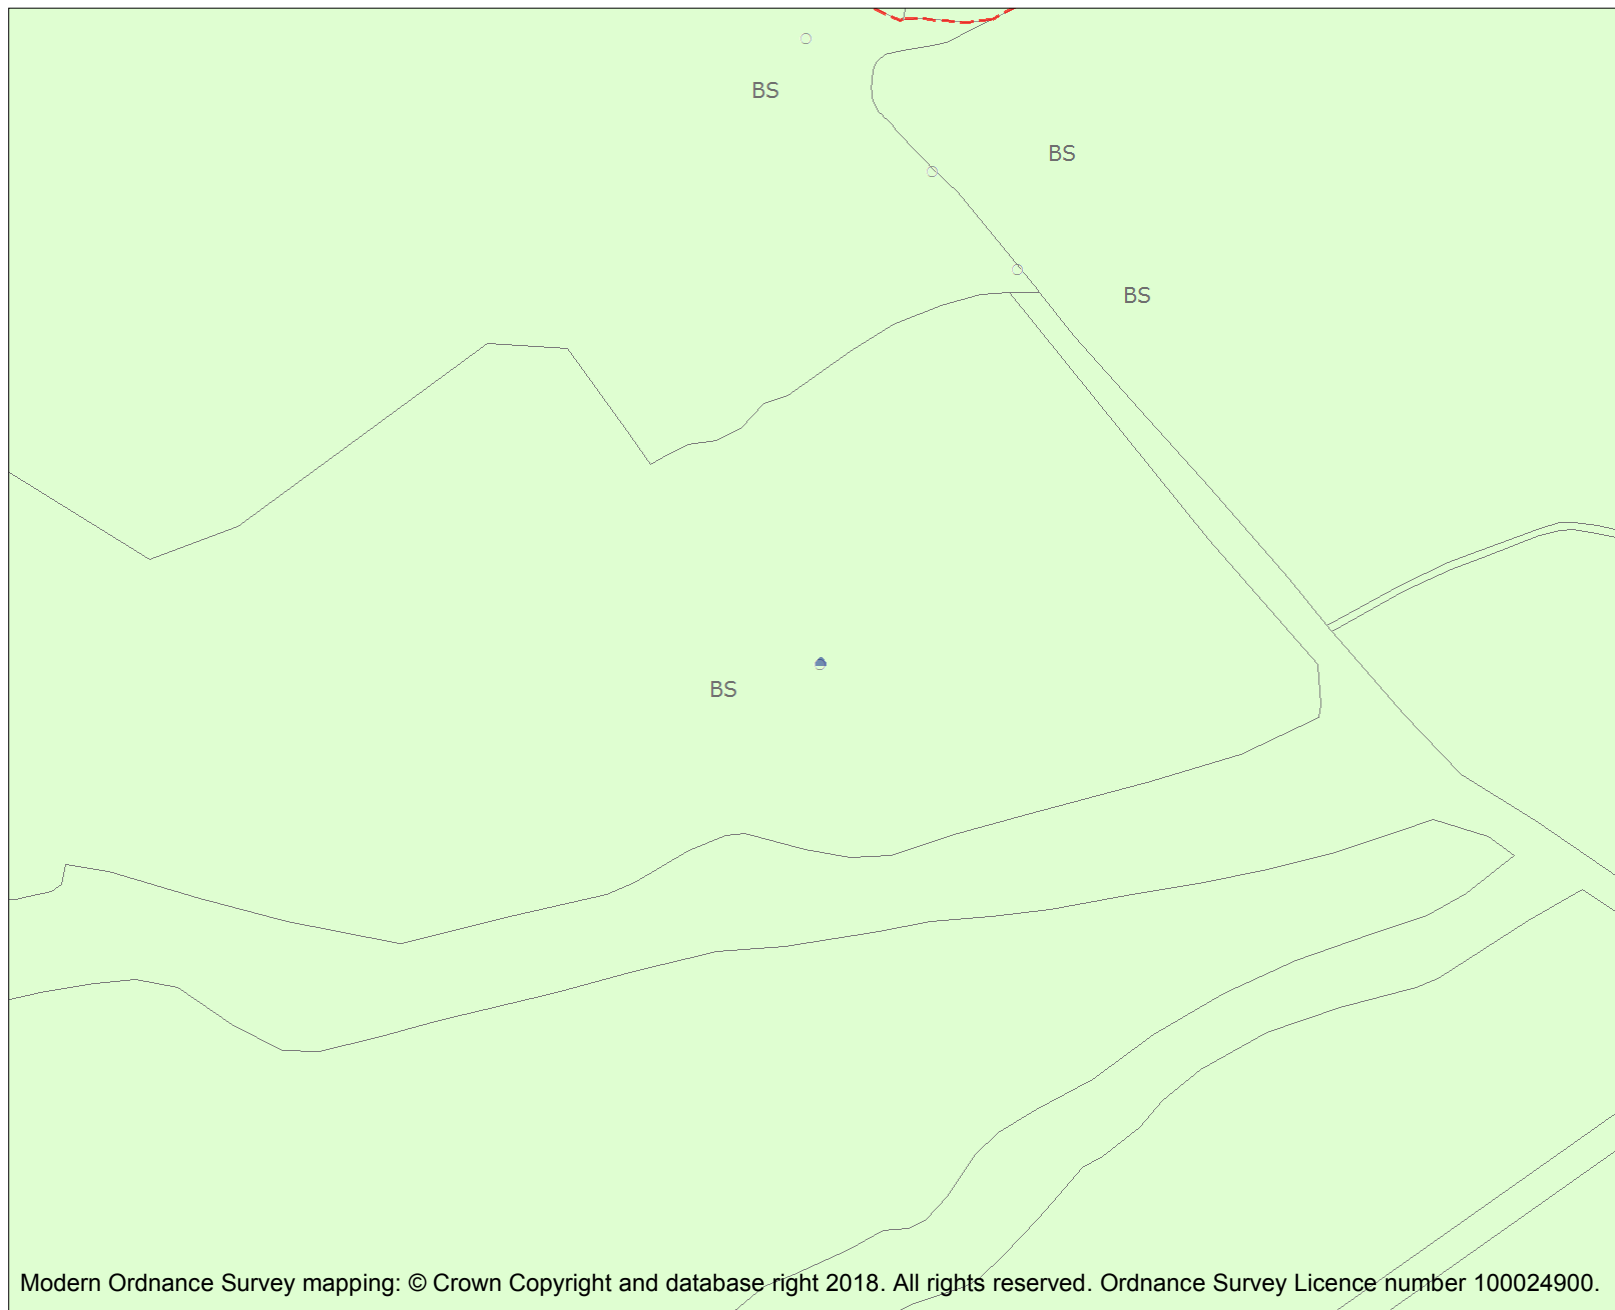 BS
BS
BS
BS
Modern Ordnance Survey mapping: © Crown Copyright and database right 2018. All rights reserved. Ordnance Survey Licence number 100024900.